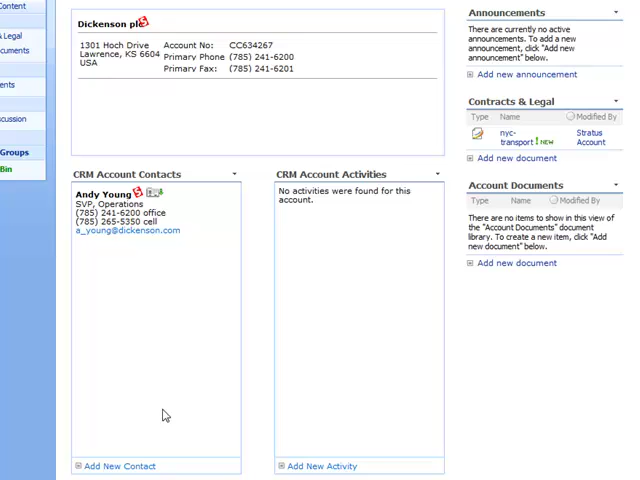 Content
& Legal
cuments
ents
cussion
Groups
Bin
Dickenson plc
1301 Hoch Drive
Lawrence, KS 6604
USA
Account No: CC634267
Primary Phone (785) 241-6200
Primary Fax: (785) 241-6201
CRM Account Contacts
Andy Young
SVP, Operations
(785) 241-6200 office
(785) 265-5350 cell
a_young@dickenson.com
Add New Contact
CRM Account Activities
No activities were found for this
account.
Add New Activity
Announcements
There are currently no active
announcements. To add a new
announcement, click "Add new
announcement" below.
Add new announcement
Contracts & Legal
Type Name Modified By
nyc-
transport NEW
Stratus
Account
Add new document
Account Documents
Type Name Modified By
There are no items to show in this view of
the "Account Documents" document
library. To create a new item, click "Add
new document" below.
Add new document